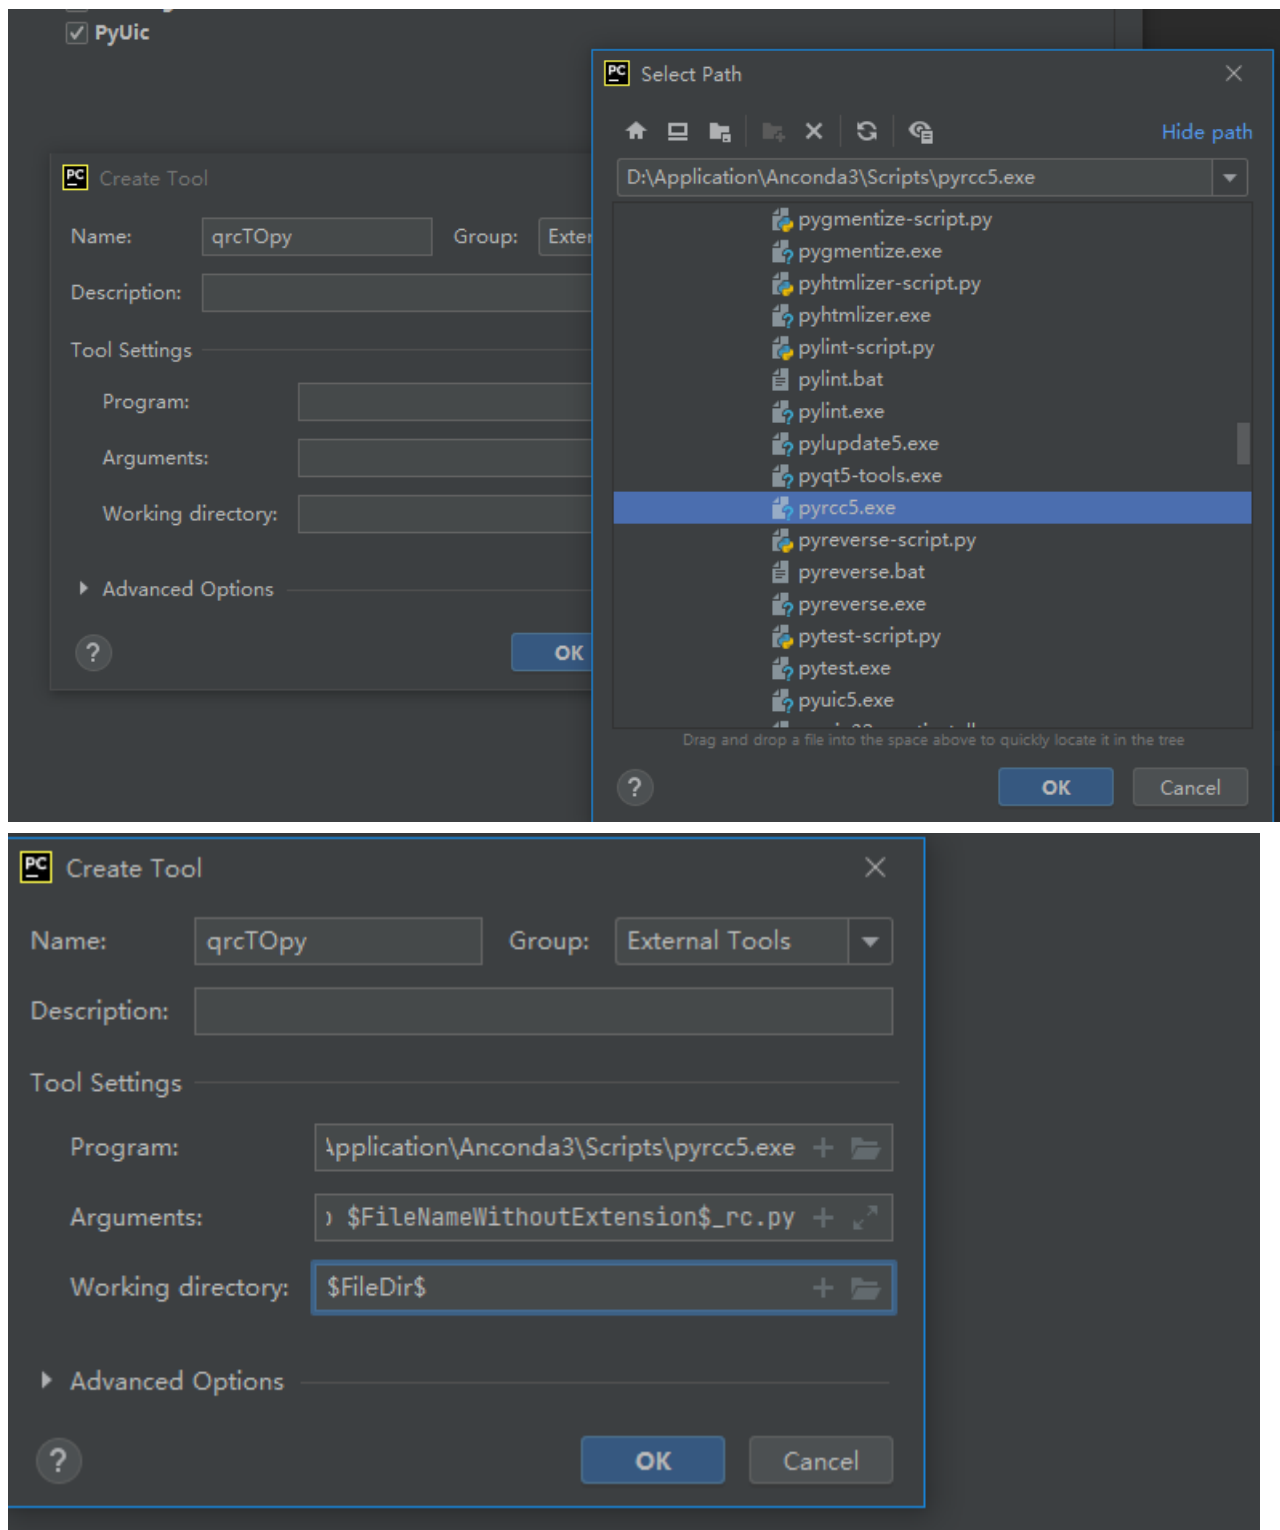 PyUic
PC Select Path
Hide path
D:\Application\Anconda3\Scripts\pyrcc5.exe
pygmentize-script.py
pygmentize.exe
pyhtmlizer-script.py
pyhtmlizer.exe
pylint-script.py
pylint.bat
pylint.exe
pylupdate5.exe
pyqt5-tools.exe
pyrcc5.exe
pyreverse-script.py
pyreverse.bat
pyreverse.exe
pytest-script.py
pytest.exe
pyuic5.exe
Drag and drop a file into the space above to quickly locate it in the tree
? OK Cancel
PC Create Tool
Name: qrcTOpy Group: Exter
Description:
Tool Settings
Program:
Arguments:
Working directory:
Advanced Options
? OK
PC Create Tool
Name: qrcTOpy Group: External Tools
Description:
Tool Settings
Program: \pplication\Anconda3\Scripts\pyrcc5.exe
Arguments: $FileNameWithoutExtension$_rc.py
Working directory: $FileDir$
Advanced Options
? OK Cancel